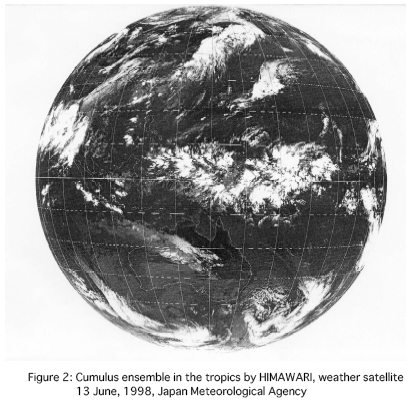 Figure 2: Cumulus ensemble in the tropics by HIMAWARI, weather satellite
13 June, 1998, Japan Meteorological Agency